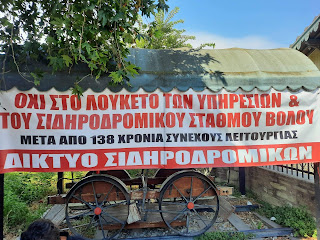 ΟΧΙ ΣΤΟ ΛΟΥΚΕΤΟ ΤΩΝ ΥΠΗΡΕΣΙΩΝ &
ΤΟΥ ΣΙΔΗΡΟΔΡΟΜΙΚΟΥ ΣΤΑΘΜΟΥ ΒΟΛΟΥ
ΜΕΤΑ ΑΠΟ 138 ΧΡΟΝΙΑ ΣΥΝΕΧΟΥΣ ΛΕΙΤΟΥΡΓΙΑΣ
ΔΙΚΤΥΟ ΣΙΔΗΡΟΔΡΟΜΙΚΩΝ